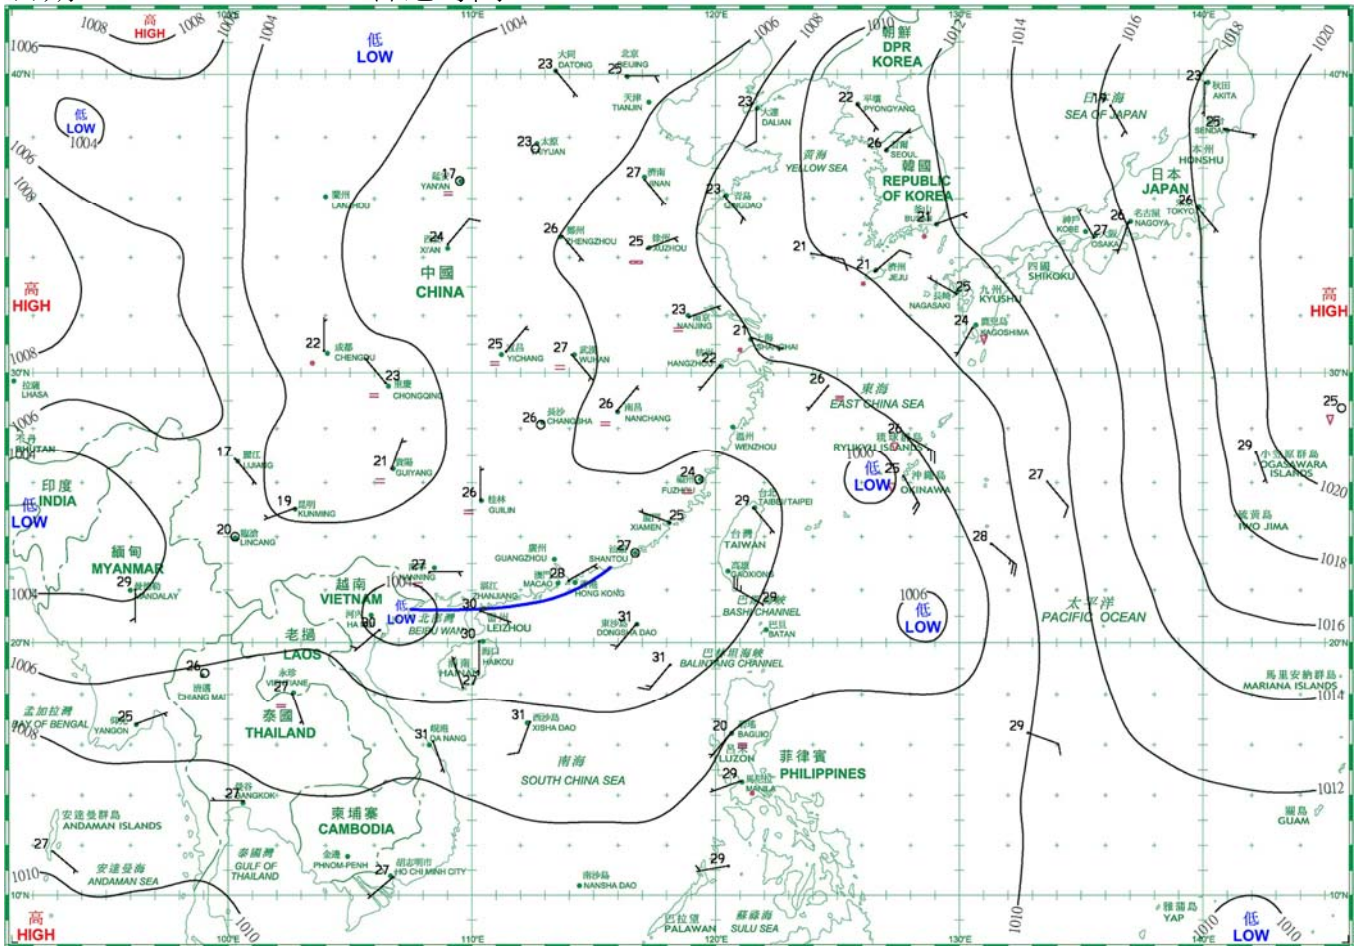 1008
高
HIGH
1008
100°E
1004
低
LOW
110°E
1004
120°E
1006
1008
1010
130°E
1012
1014
1016
140°E
1018
1020
1006
40°N
朝鮮
DPR
KOREA
大同
DATONG
23
北京
BEIJING
25
天津
TIANJIN
大連
DALIAN
23
22
平壤
PYONGYANG
日本海
SEA OF JAPAN
23
秋田
AKITA
25
SENDAI
本州
HONSHU
低
LOW
1004
1006
1008
23
太原
TAIYUAN
17
YAN'AN
27
濟南
JINAN
黃海
YELLOW SEA
26
首爾
SEOUL
韓國
REPUBLIC
OF KOREA
日本
JAPAN
蘭州
LANZHOU
23
青島
QINGDAO
釜山
BUSAN
21
神戶
KOBE
26
名古屋
NAGOYA
26
TOKYO
27
大阪
OSAKA
24
XI'AN
26
鄭州
ZHENGZHOU
25
徐州
XUZHOU
21
21
濟州
JEJU
四國
SHIKOKU
中國
CHINA
高
HIGH
25
長崎
NAGASAKI
九州
KYUSHU
高
HIGH
22
成都
CHENGDU
25
宜昌
YICHANG
27
武漢
WUHAN
23
南京
NANJING
21
上海
SHANGHAI
24
鹿兒島
KAGOSHIMA
22
杭州
HANGZHOU
1008
30°N
拉薩
LHASA
23
重慶
CHONGQING
26
南昌
NANCHANG
26
長沙
CHANGSHA
26
東海
EAST CHINA SEA
25
1006
不丹
BHUTAN
1004
溫州
WENZHOU
26
琉球群島
RYUKYU ISLANDS
1000
低
LOW
25
沖繩島
OKINAWA
29
小笠原群島
OGASAWARA
ISLANDS
1020
17
麗江
LIJIANG
21
貴陽
GUIYANG
印度
INDIA
低
LOW
24
福州
FUZHOU
27
26
桂林
GUILIN
19
昆明
KUNMING
25
廈門
XIAMEN
29
台北
TAIBEI/TAIPEI
硫黃島
IWO JIMA
20
臨滄
LINCANG
27
汕頭
SHANTOU
台灣
TAIWAN
28
1018
緬甸
MYANMAR
廣州
GUANGZHOU
27
南寧
NANNING
高雄
GAOXIONG
29
MANDALAY
1004
越南
VIETNAM
1004
低
LOW
湛江
ZHANJIANG
澳門
MACAO
28
香港
HONG KONG
巴士海峽
BASHI CHANNEL
29
1006
低
LOW
太平洋
PACIFIC OCEAN
河內
HA NOI
30
北部灣
BEIBU WAN
30
雷州
LEIZHOU
31
東沙島
DONGSHA DAO
巴旦
BATAN
1016
20°N
老撾
LAOS
30
海口
HAIKOU
海南
HAINAN
27
31
巴林坦海峽
BALINTANG CHANNEL
1006
26
清邁
CHIANG MAI
永珍
VIENTIANE
27
馬里安納群島
MARIANA ISLANDS
1014
孟加拉灣
BAY OF BENGAL
25
仰光
YANGON
泰國
THAILAND
31
峴港
DA NANG
31
西沙島
XISHA DAO
20
碧瑤
BAGUIO
呂宋
LUZON
29
1008
南海
SOUTH CHINA SEA
29
馬尼拉
MANILA
菲律賓
PHILIPPINES
1012
27
曼谷
BANGKOK
安達曼群島
ANDAMAN ISLANDS
柬埔寨
CAMBODIA
關島
GUAM
27
安達曼海
ANDAMAN SEA
泰國灣
GULF OF
THAILAND
金邊
PHNOM-PENH
27
胡志明市
HO CHI MINH CITY
29
1010
10°N
南沙島
NANSHA DAO
高
HIGH
1010
100°E
110°E
巴拉望
PALAWAN
120°E
蘇祿海
SULU SEA
130°E
1010
雅蒲島
YAP
1010
140°E
低
LOW
1010